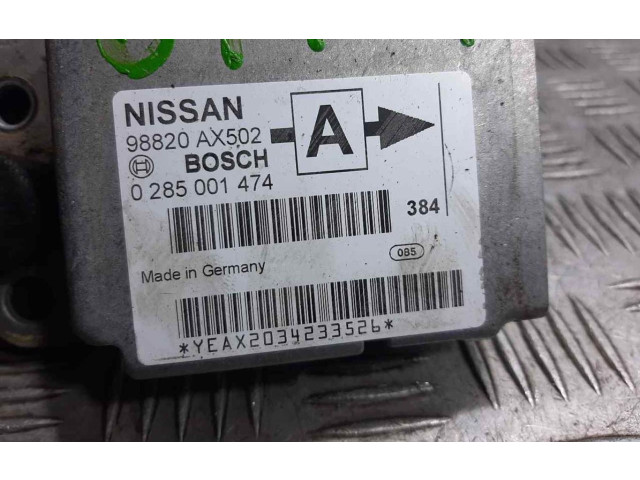 NISSAN
98820 AX502
A
BOSCH
0 285 001 474
384
Made in Germany
085
*YEAX2034233526*